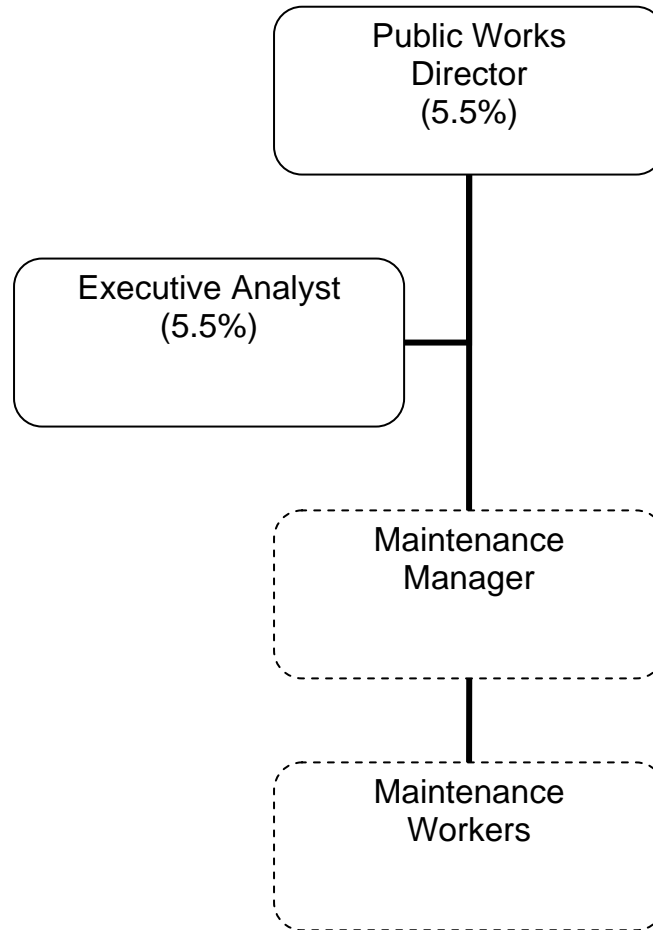 Public Works
Director
(5.5%)
Executive Analyst
(5.5%)
Maintenance
Manager
Maintenance
Workers